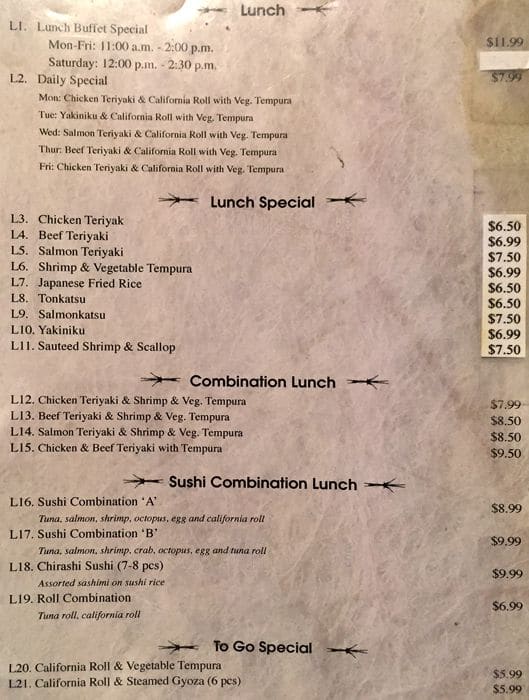 Lunch
L1. Lunch Buffet Special
Mon-Fri: 11:00 a.m. - 2:00 p.m. $11.99
Saturday: 12:00 p.m. - 2:30 p.m.
L2. Daily Special $7.99
Mon: Chicken Teriyaki & California Roll with Veg. Tempura
Tue: Yakiniku & California Roll with Veg. Tempura
Wed: Salmon Teriyaki & California Roll with Veg. Tempura
Thur: Beef Teriyaki & California Roll with Veg. Tempura
Fri: Chicken Teriyaki & California Roll with Veg. Tempura
Lunch Special
L3. Chicken Teriyak $6.50
L4. Beef Teriyaki $6.99
L5. Salmon Teriyaki $7.50
L6. Shrimp & Vegetable Tempura $6.99
L7. Japanese Fried Rice $6.50
L8. Tonkatsu $6.50
L9. Salmonkatsu $7.50
L10. Yakiniku $6.99
L11. Sauteed Shrimp & Scallop $7.50
Combination Lunch
L12. Chicken Teriyaki & Shrimp & Veg. Tempura $7.99
L13. Beef Teriyaki & Shrimp & Veg. Tempura $8.50
L14. Salmon Teriyaki & Shrimp & Veg. Tempura $8.50
L15. Chicken & Beef Teriyaki with Tempura $9.50
Sushi Combination Lunch
L16. Sushi Combination ‘A’ $8.99
Tuna, salmon, shrimp, octopus, egg and california roll
L17. Sushi Combination ‘B’ $9.99
Tuna, salmon, shrimp, crab, octopus, egg and tuna roll
L18. Chirashi Sushi (7-8 pcs) $9.99
Assorted sashimi on sushi rice
L19. Roll Combination $6.99
Tuna roll, california roll
To Go Special
L20. California Roll & Vegetable Tempura $5.99
L21. California Roll & Steamed Gyoza (6 pcs) $5.99